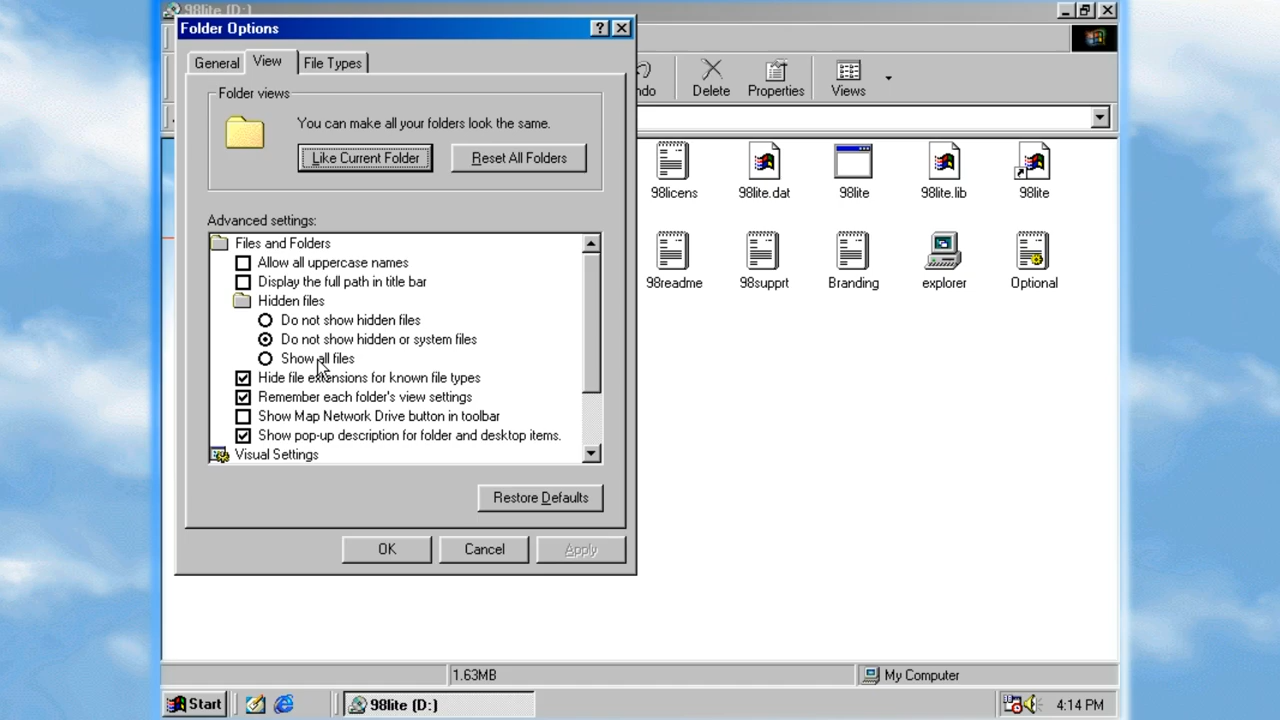 98lite (D:)
Folder Options
General
View
File Types
Folder views
You can make all your folders look the same.
Like Current Folder
Reset All Folders
Advanced settings:
Files and Folders
Allow all uppercase names
Display the full path in title bar
Hidden files
Do not show hidden files
Do not show hidden or system files
Show all files
Hide file extensions for known file types
Remember each folder's view settings
Show Map Network Drive button in toolbar
Show pop-up description for folder and desktop items.
Visual Settings
Restore Defaults
OK
Cancel
Apply
Delete
Properties
Views
98licens
98lite.dat
98lite
98lite.lib
98lite
98readme
98supprt
Branding
explorer
Optional
1.63MB
My Computer
Start
98lite (D:)
4:14 PM